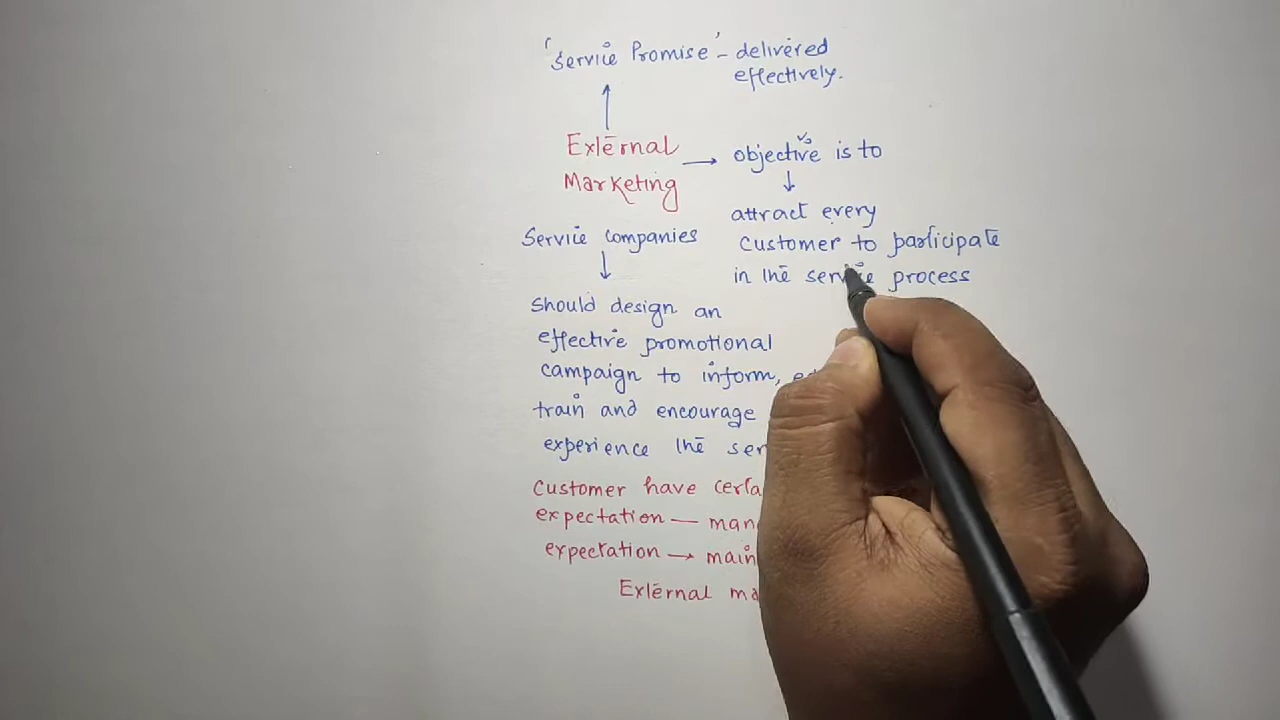 'Service Promise' - delivered
effectively.
External
Marketing → objective is to
attract every
customer to participate
in the service process
Service companies
Should design an
effective promotional
campaign to inform,
train and encourage
experience the
Customer have
expectation —
expectation →
External